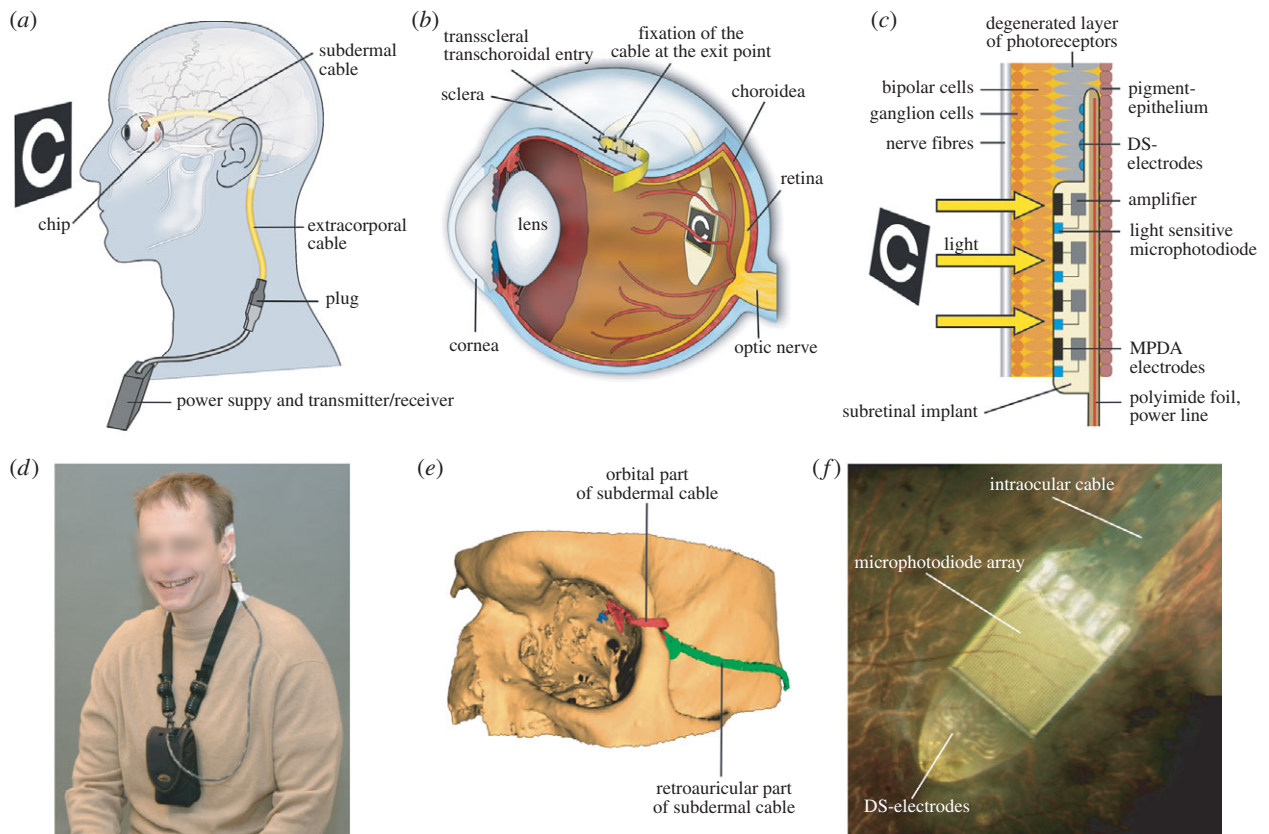 (a)
subdermal
cable
C
chip
extracorporal
cable
plug
power suppy and transmitter/receiver
(b)
transscleral
transchoroidal entry
fixation of the
cable at the exit point
sclera
choroidea
retina
lens
C
cornea
optic nerve
(c)
degenerated layer
of photoreceptors
bipolar cells
ganglion cells
nerve fibres
pigment-
epithelium
DS-
electrodes
amplifier
light sensitive
microphotodiode
light
C
MPDA
electrodes
subretinal implant
polyimide foil,
power line
(d)
(e)
orbital part
of subdermal cable
retroauricular part
of subdermal cable
(f)
intraocular cable
microphotodiode array
DS-electrodes